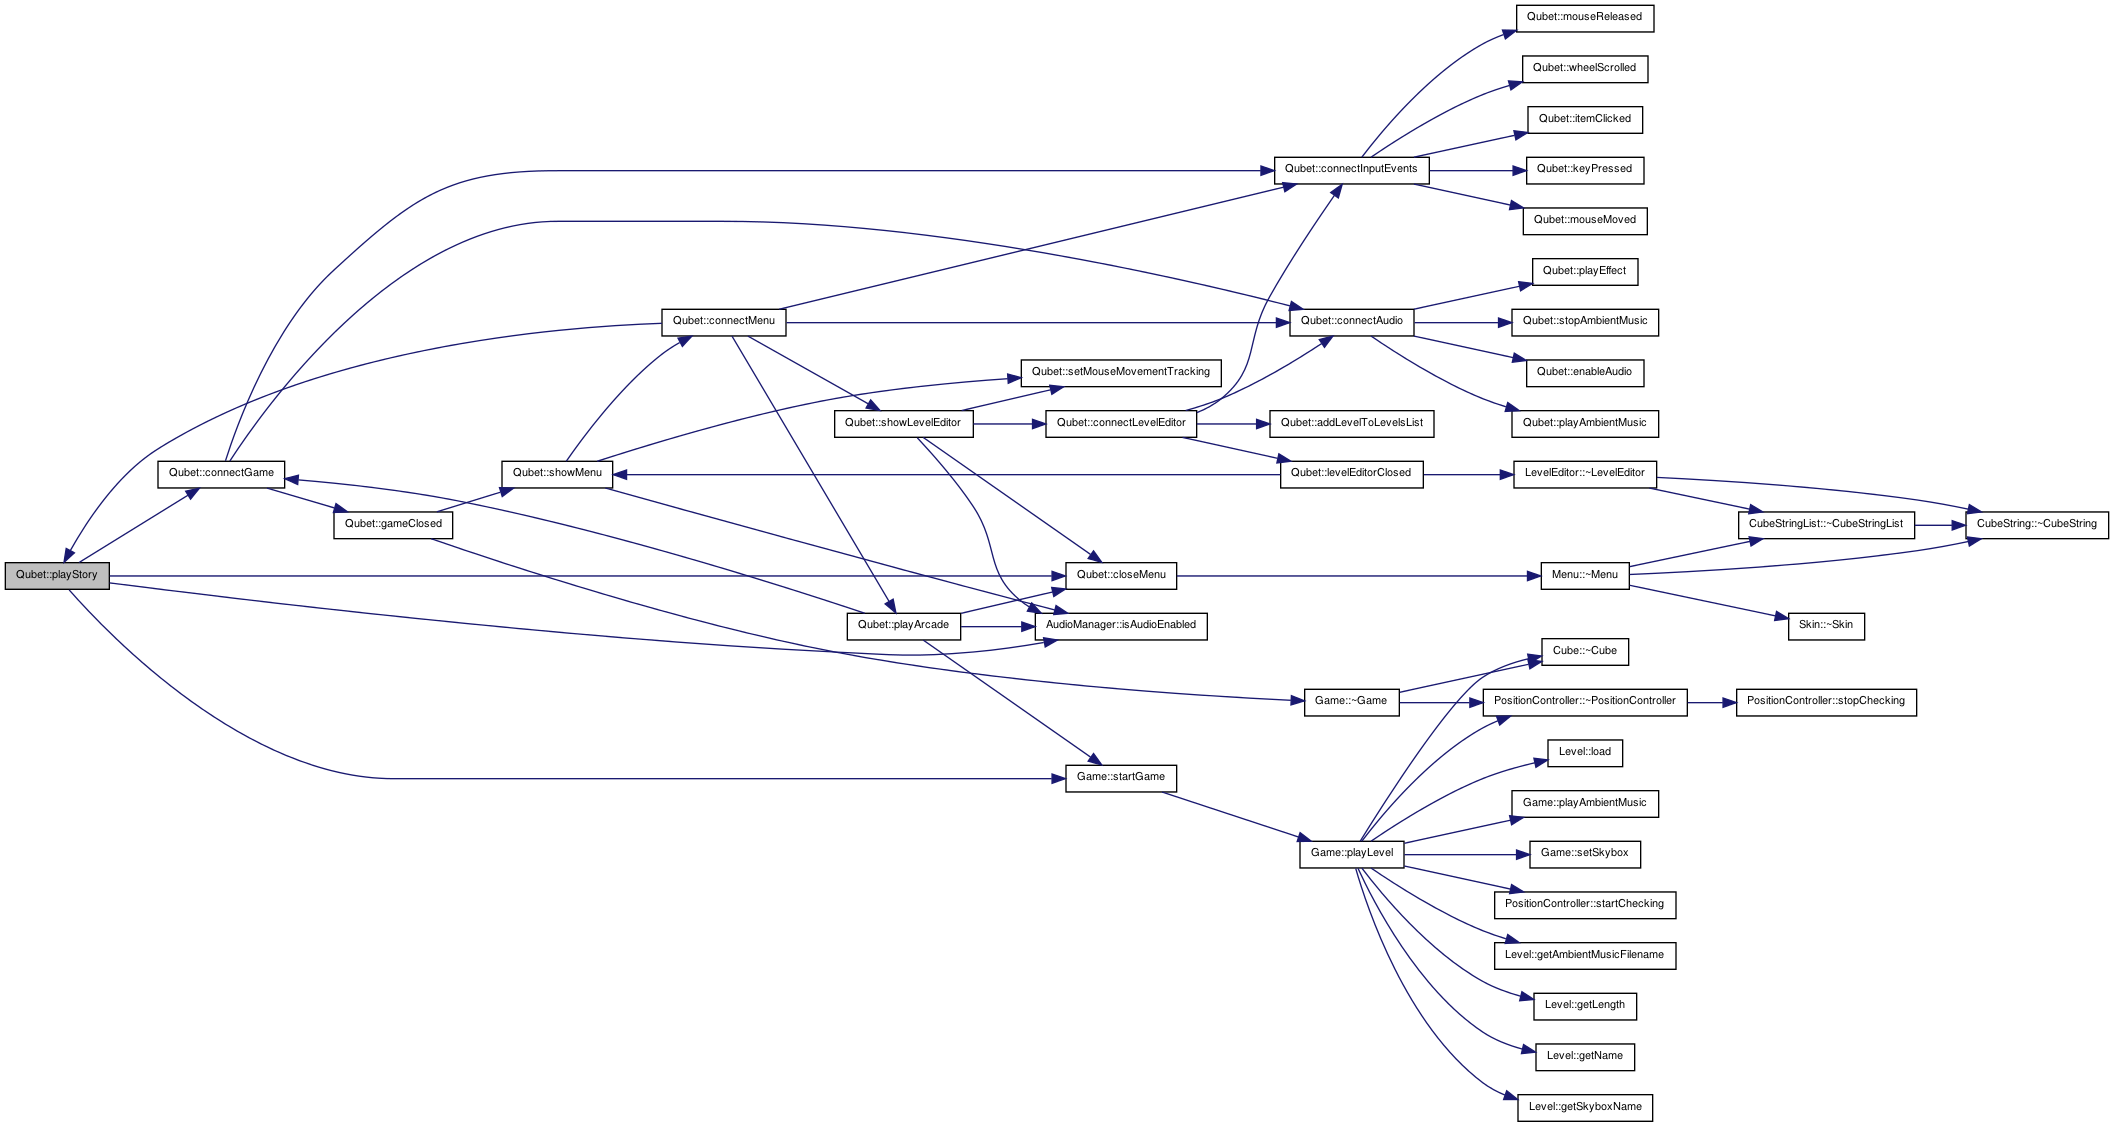 Qubet::mouseReleased
Qubet::wheelScrolled
Qubet::itemClicked
Qubet::connectInputEvents
Qubet::keyPressed
Qubet::mouseMoved
Qubet::playEffect
Qubet::connectMenu
Qubet::connectAudio
Qubet::stopAmbientMusic
Qubet::setMouseMovementTracking
Qubet::enableAudio
Qubet::showLevelEditor
Qubet::connectLevelEditor
Qubet::addLevelToLevelsList
Qubet::playAmbientMusic
Qubet::connectGame
Qubet::showMenu
Qubet::levelEditorClosed
LevelEditor::~LevelEditor
Qubet::gameClosed
CubeStringList::~CubeStringList
CubeString::~CubeString
Qubet::playStory
Qubet::closeMenu
Menu::~Menu
Qubet::playArcade
AudioManager::isAudioEnabled
Skin::~Skin
Cube::~Cube
Game::~Game
PositionController::~PositionController
PositionController::stopChecking
Level::load
Game::startGame
Game::playAmbientMusic
Game::playLevel
Game::setSkybox
PositionController::startChecking
Level::getAmbientMusicFilename
Level::getLength
Level::getName
Level::getSkyboxName